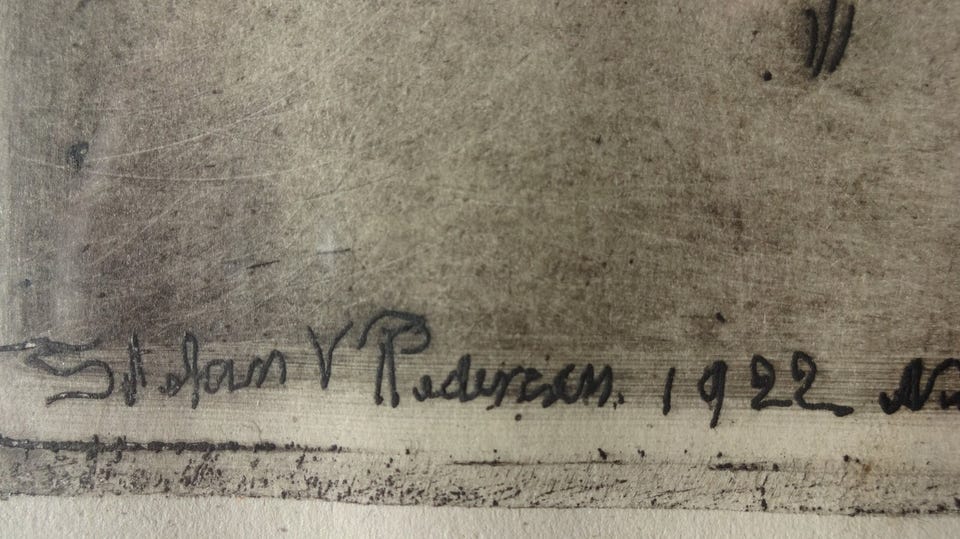 Stefan V Pedersen. 1922 N